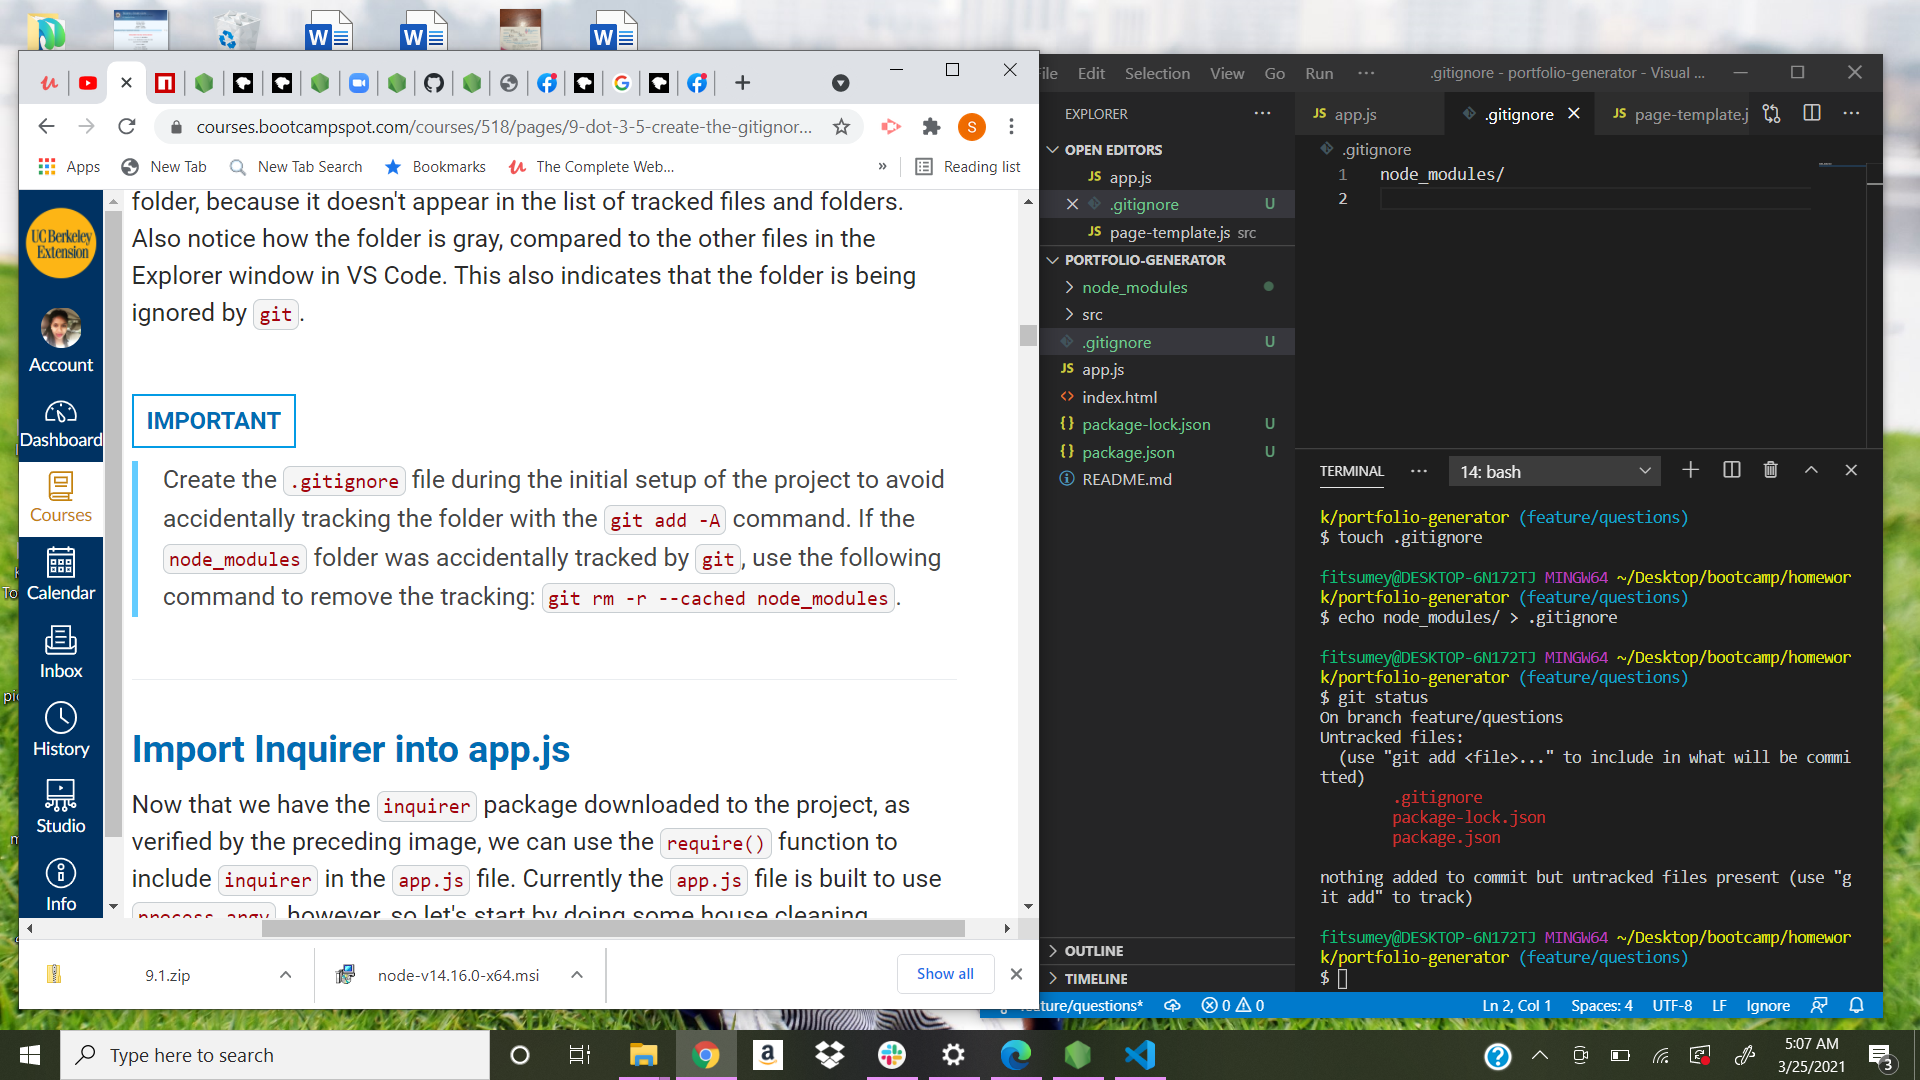 courses.bootcampspot.com/courses/518/pages/9-dot-3-5-create-the-gitignor...
S
Apps
New Tab
New Tab Search
Bookmarks
The Complete Web...
»
Reading list
UC Berkeley
Extension
Account
Dashboard
Courses
Calendar
Inbox
History
Studio
Info
folder, because it doesn't appear in the list of tracked files and folders.
Also notice how the folder is gray, compared to the other files in the
Explorer window in VS Code. This also indicates that the folder is being
ignored by git.
IMPORTANT
Create the .gitignore file during the initial setup of the project to avoid
accidentally tracking the folder with the git add -A command. If the
node_modules folder was accidentally tracked by git, use the following
command to remove the tracking: git rm -r --cached node_modules.
Import Inquirer into app.js
Now that we have the inquirer package downloaded to the project, as
verified by the preceding image, we can use the require() function to
include inquirer in the app.js file. Currently the app.js file is built to use
process.argv, however, so let's start by doing some house cleaning
9.1.zip
node-v14.16.0-x64.msi
Show all
File Edit Selection View Go Run ···
.gitignore - portfolio-generator - Visual ...
EXPLORER
OPEN EDITORS
JS app.js
.gitignore U
JS page-template.js src
PORTFOLIO-GENERATOR
node_modules
src
.gitignore U
JS app.js
index.html
{} package-lock.json U
{} package.json U
README.md
OUTLINE
TIMELINE
JS app.js
.gitignore
JS page-template.j
.gitignore
1 node_modules/
2
TERMINAL
14: bash
k/portfolio-generator (feature/questions)
$ touch .gitignore
fitsumey@DESKTOP-6N172TJ MINGW64 ~/Desktop/bootcamp/homewor
k/portfolio-generator (feature/questions)
$ echo node_modules/ > .gitignore
fitsumey@DESKTOP-6N172TJ MINGW64 ~/Desktop/bootcamp/homewor
k/portfolio-generator (feature/questions)
$ git status
On branch feature/questions
Untracked files:
(use "git add <file>..." to include in what will be commi
tted)
.gitignore
package-lock.json
package.json
nothing added to commit but untracked files present (use "g
it add" to track)
fitsumey@DESKTOP-6N172TJ MINGW64 ~/Desktop/bootcamp/homewor
k/portfolio-generator (feature/questions)
$
ture/questions*
0 0
Ln 2, Col 1
Spaces: 4
UTF-8
LF
Ignore
Type here to search
5:07 AM
3/25/2021
3